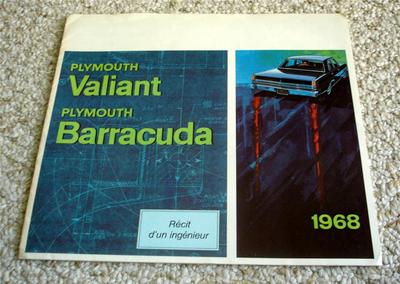 PLYMOUTH
Valiant
PLYMOUTH
Barracuda
Récit
d'un ingénieur
1968